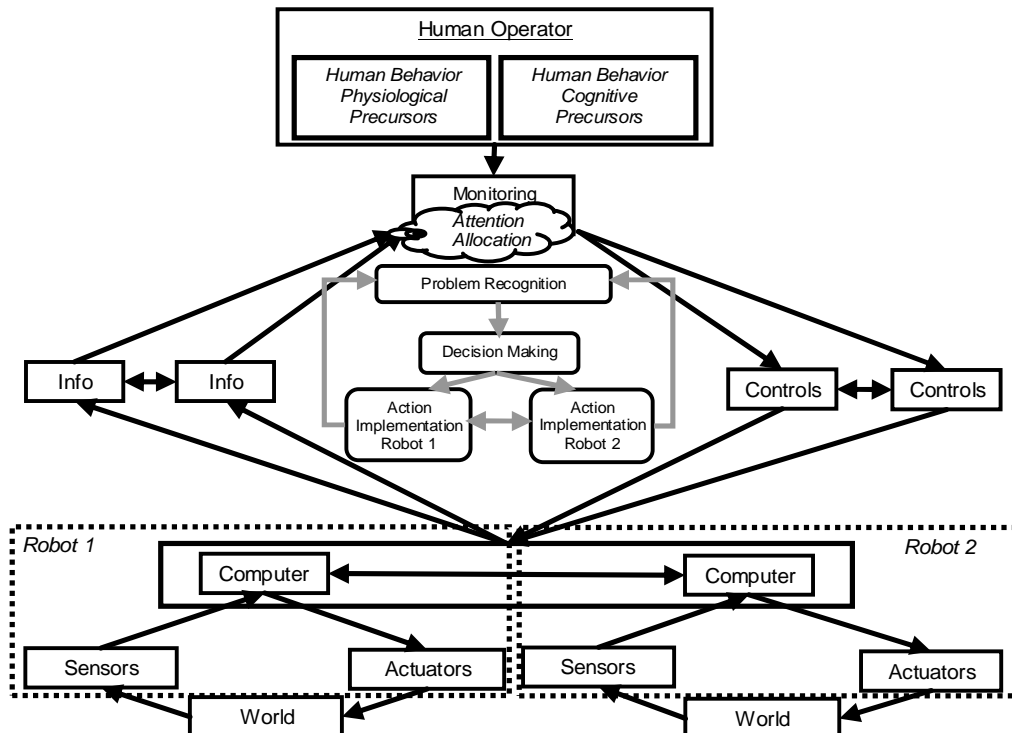 Human Operator
Human Behavior
Physiological
Precursors
Human Behavior
Cognitive
Precursors
Monitoring
Attention
Allocation
Problem Recognition
Decision Making
Info
Info
Controls
Controls
Action
Implementation
Robot 1
Action
Implementation
Robot 2
Robot 1
Robot 2
Computer
Computer
Sensors
Actuators
Sensors
Actuators
World
World